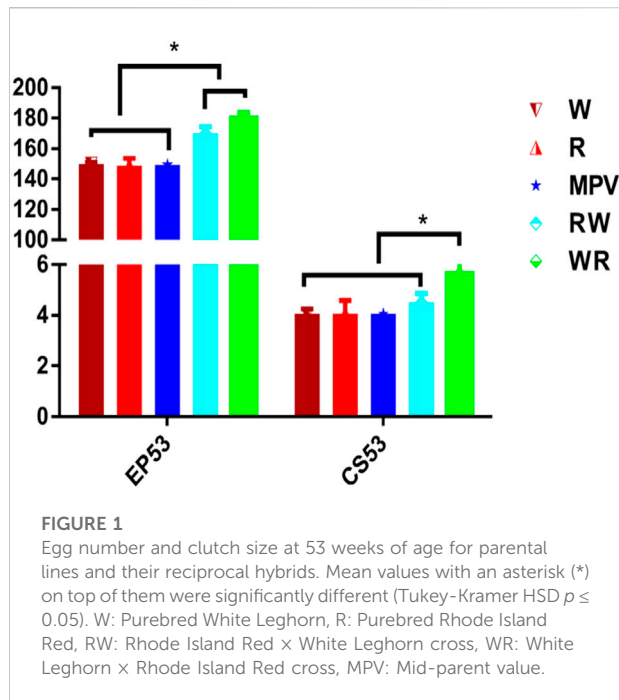 *
200
180
160
140
120
100
6
4
2
0
*
EP53
CS53
W
R
MPV
RW
WR
FIGURE 1
Egg number and clutch size at 53 weeks of age for parental
lines and their reciprocal hybrids. Mean values with an asterisk (*)
on top of them were significantly different (Tukey-Kramer HSD p ≤
0.05). W: Purebred White Leghorn, R: Purebred Rhode Island
Red, RW: Rhode Island Red × White Leghorn cross, WR: White
Leghorn × Rhode Island Red cross, MPV: Mid-parent value.